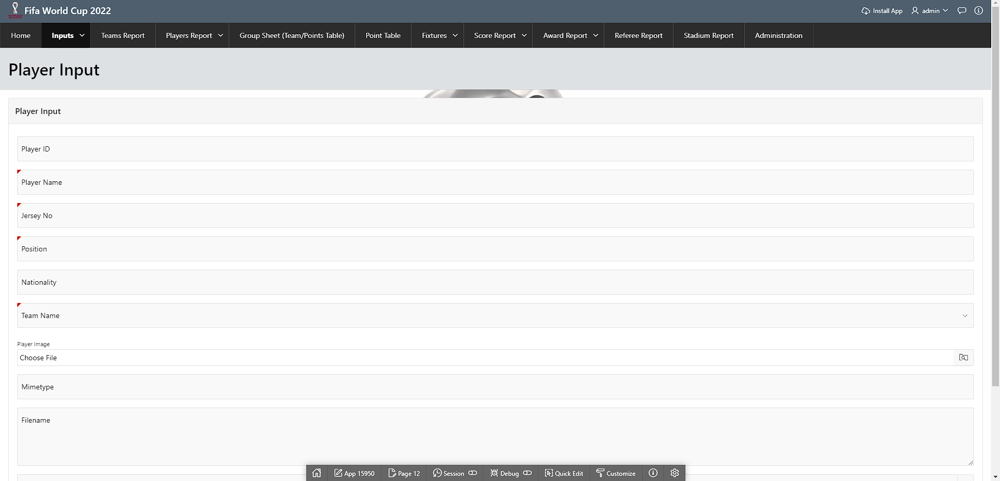 Fifa World Cup 2022
Install App
admin
Home
Inputs
Teams Report
Players Report
Group Sheet (Team/Points Table)
Point Table
Fixtures
Score Report
Award Report
Referee Report
Stadium Report
Administration
Player Input
Player Input
Player ID
Player Name
Jersey No
Position
Nationality
Team Name
Player Image
Choose File
Mimetype
Filename
App 15950
Page 12
Session
Debug
Quick Edit
Customize